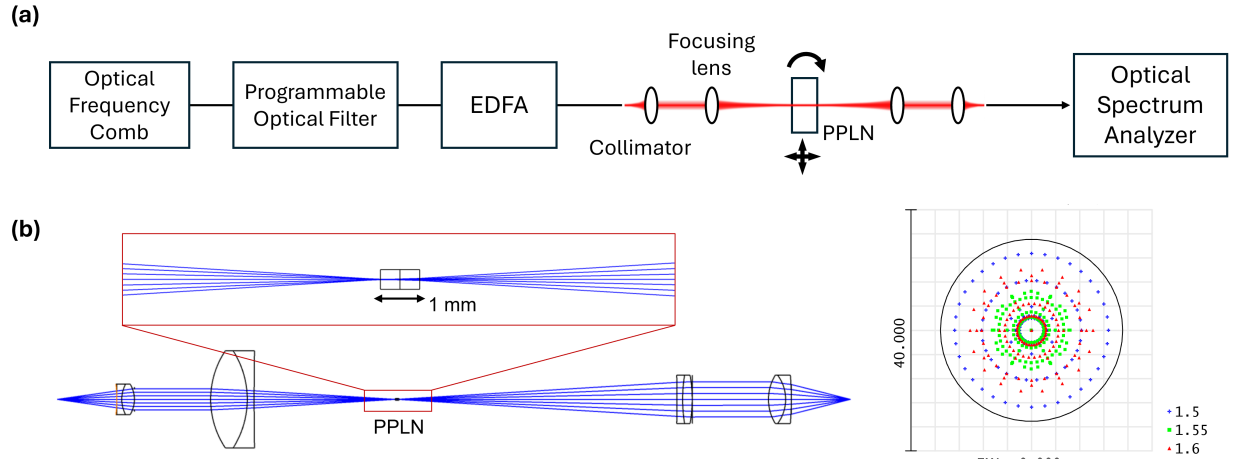 (a)
Optical
Frequency
Comb
Programmable
Optical Filter
EDFA
Focusing
lens
Collimator
PPLN
Optical
Spectrum
Analyzer
(b)
1 mm
PPLN
40.000
1.5
1.55
1.6